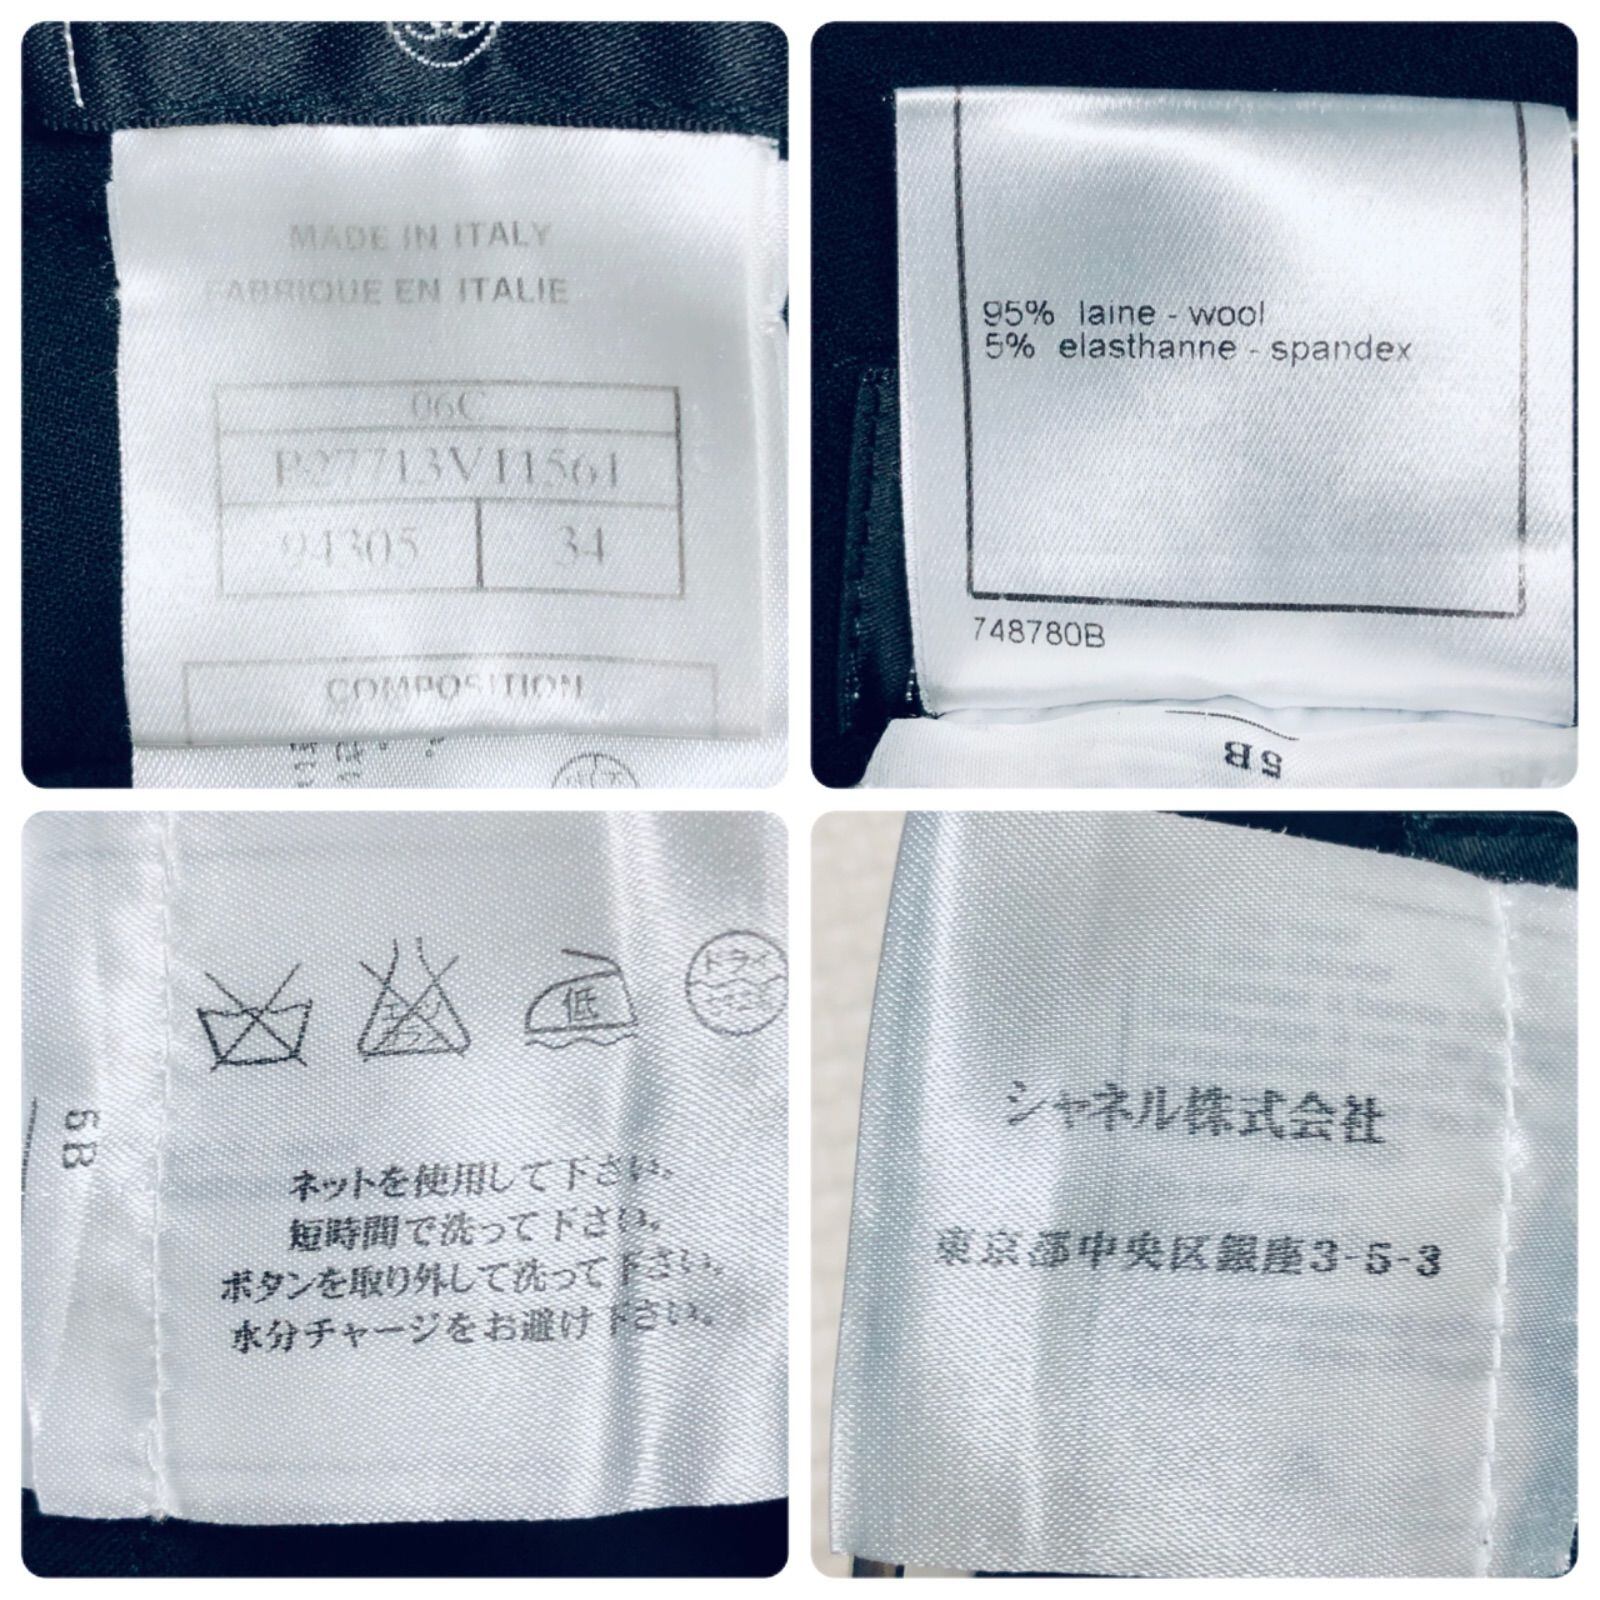 MADE IN ITALY
FABRIQUE EN ITALIE
06C
P27713V11561
94305 34
COMPOSITION
95% laine - wool
5% elasthanne - spandex
748780B
5B
低
ドライ
5B
ネットを使用して下さい。
短時間で洗って下さい。
ボタンを取り外して洗って下さい。
水分チャージをお避け下さい。
シャネル株式会社
東京都中央区銀座3-5-3